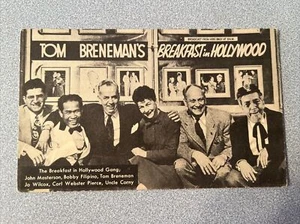 TOM BRENEMAN'S BREAKFAST in HOLLYWOOD
The Breakfast in Hollywood Gang;
John Masterson, Bobby Filipino, Tom Breneman
Jo Wilcox, Carl Webster Pierce, Uncle Corny